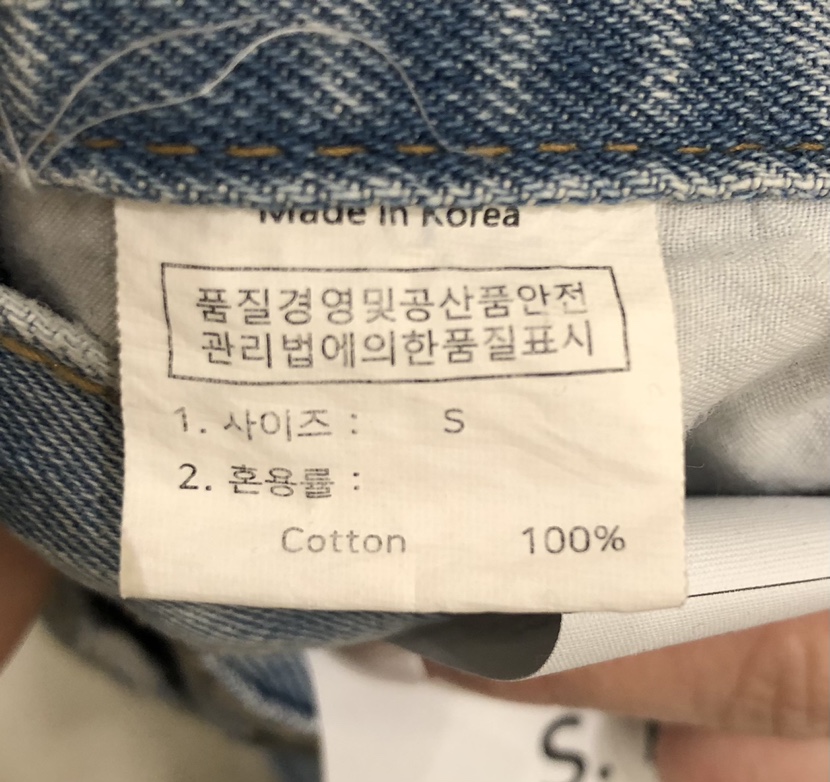 Made in Korea
품질경영및공산품안전
관리법에의한품질표시
1. 사이즈 : S
2. 혼용률 :
Cotton 100%
S.